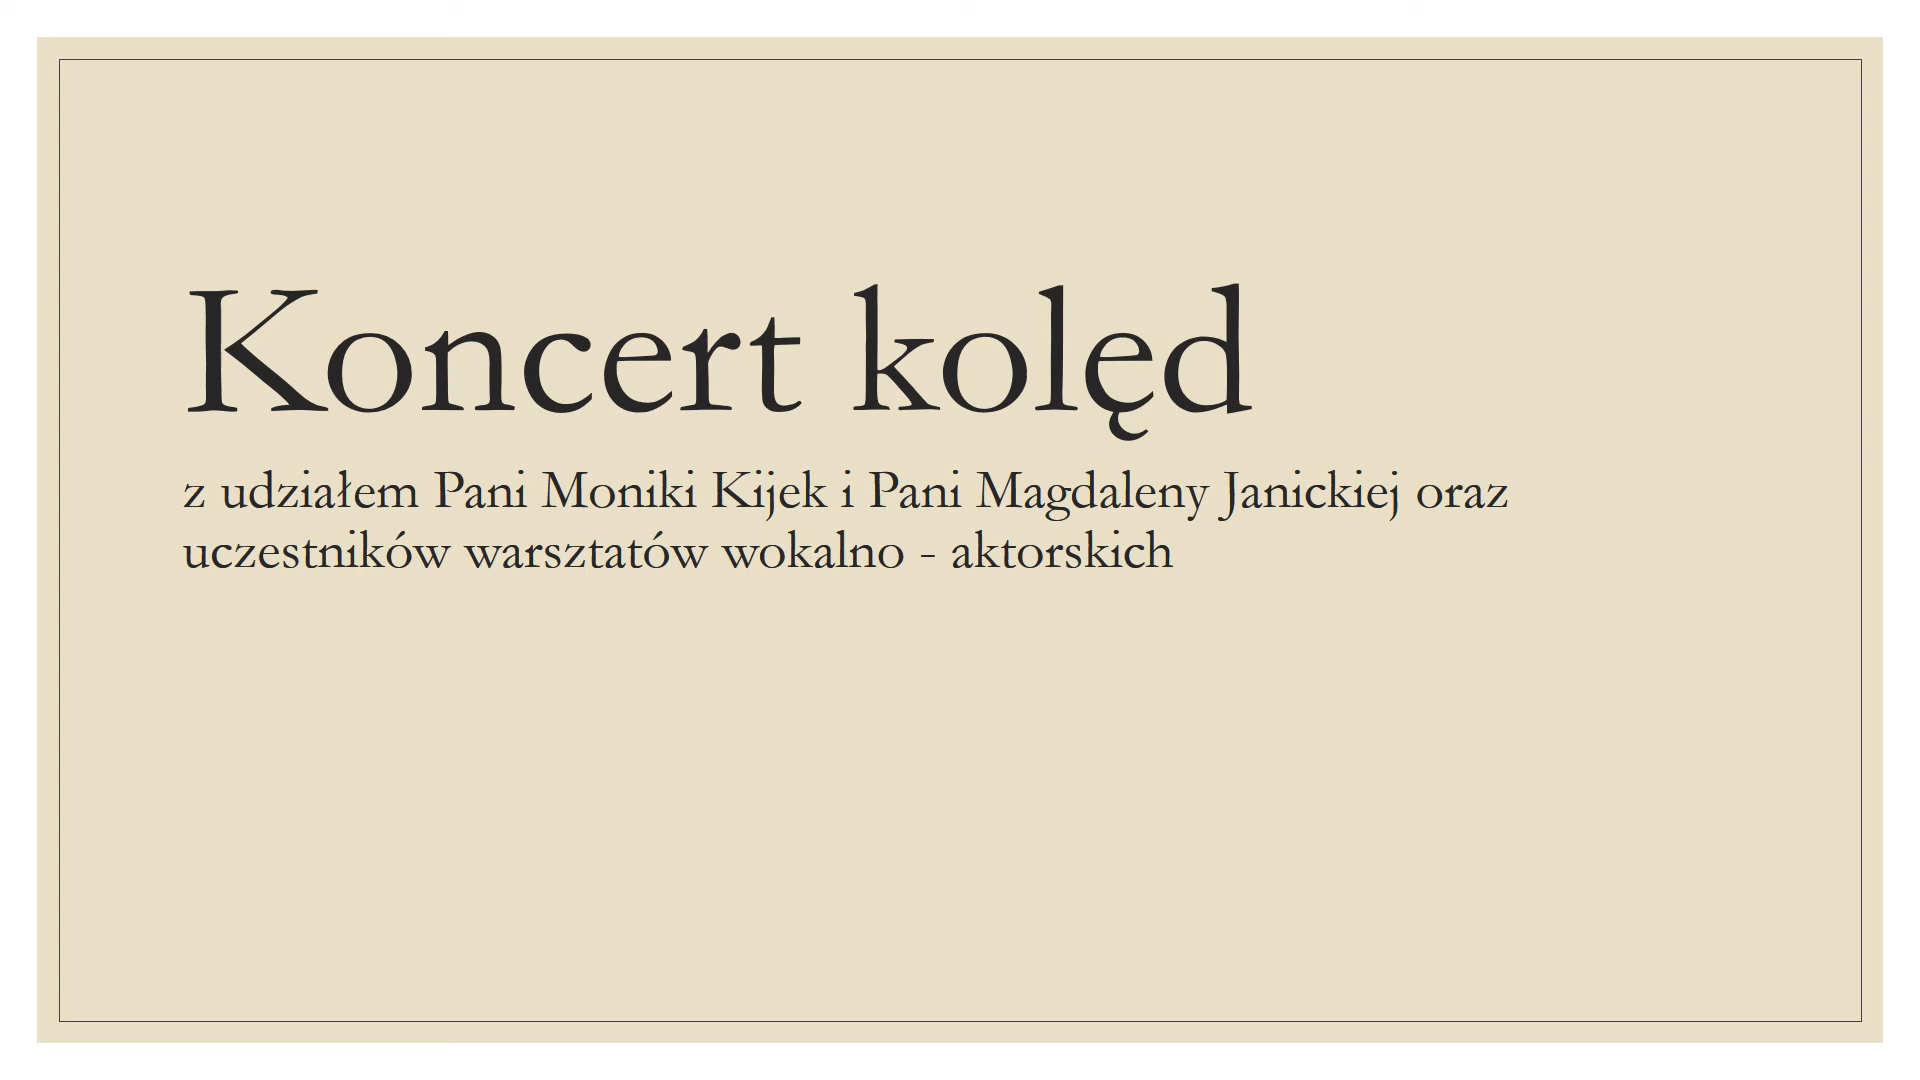 Koncert kolęd
z udziałem Pani Moniki Kijek i Pani Magdaleny Janickiej oraz
uczestników warsztatów wokalno - aktorskich